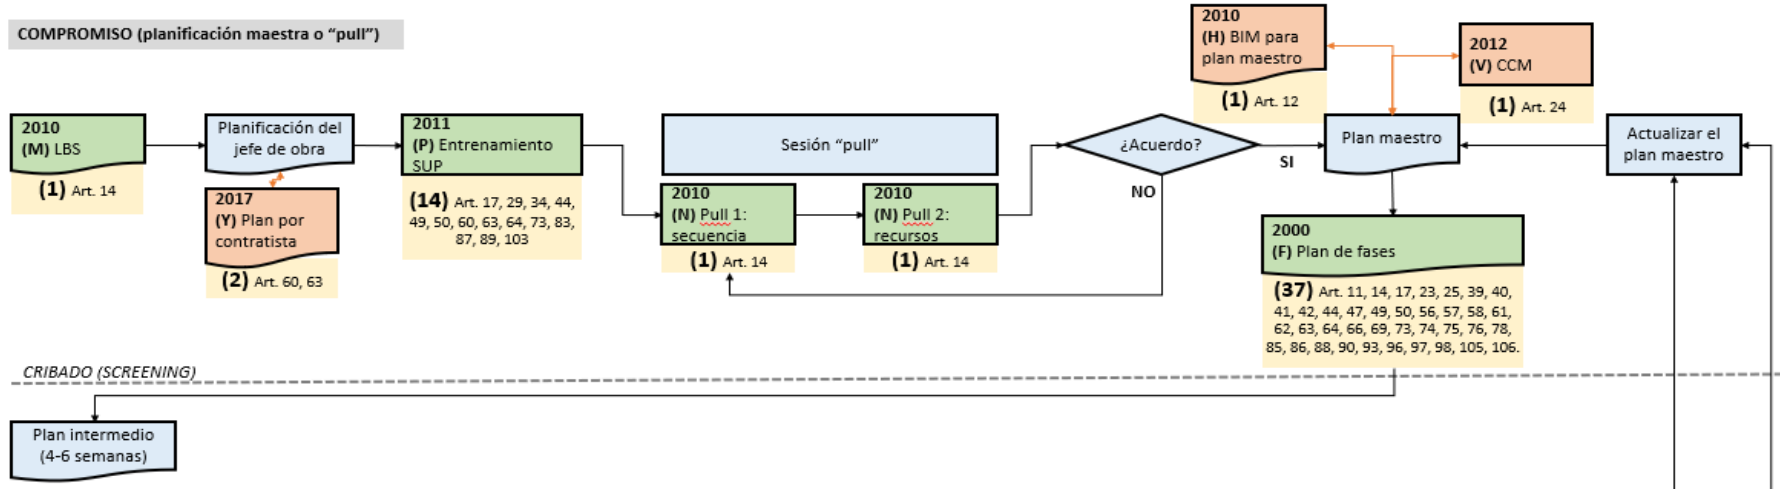 COMPROMISO (planificación maestra o “pull”)
2010
(M) LBS
(1) Art. 14
Planificación del
jefe de obra
2017
(Y) Plan por
contratista
(2) Art. 60, 63
2011
(P) Entrenamiento
SUP
(14) Art. 17, 29, 34, 44,
49, 50, 60, 63, 64, 73, 83,
87, 89, 103
Sesión “pull”
2010
(N) Pull 1:
secuencia
(1) Art. 14
2010
(N) Pull 2:
recursos
(1) Art. 14
¿Acuerdo?
SI
NO
2010
(H) BIM para
plan maestro
(1) Art. 12
2012
(V) CCM
(1) Art. 24
Plan maestro
Actualizar el
plan maestro
2000
(F) Plan de fases
(37) Art. 11, 14, 17, 23, 25, 39, 40,
41, 42, 44, 47, 49, 50, 56, 57, 58, 61,
62, 63, 64, 66, 69, 73, 74, 75, 76, 78,
85, 86, 88, 90, 93, 96, 97, 98, 105, 106.
CRIBADO (SCREENING)
Plan intermedio
(4-6 semanas)